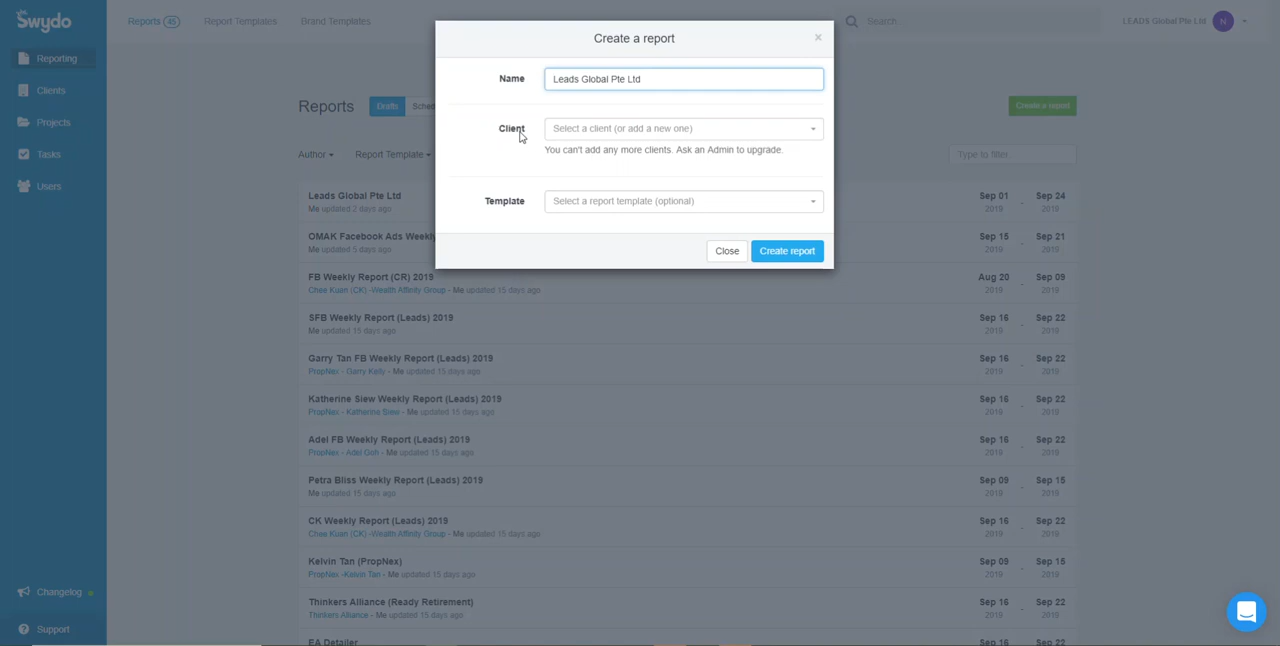 Swydo
Reports 45 Report Templates Brand Templates
Search...
LEADS Global Pte Ltd N
Reporting
Clients
Projects
Tasks
Users
Changelog
Support
Create a report ×
Name Leads Global Pte Ltd
Client Select a client (or add a new one)
You can't add any more clients. Ask an Admin to upgrade.
Template Select a report template (optional)
Close Create report
Reports Drafts Sched
Create a report
Author Report Template
Type to filter
Leads Global Pte Ltd Sep 01 2019 - Sep 24 2019
Me updated 2 days ago
OMAK Facebook Ads Weekly Sep 15 2019 - Sep 21 2019
Me updated 5 days ago
FB Weekly Report (CR) 2019 Aug 20 2019 - Sep 09 2019
Chee Kuan (CK) -Wealth Affinity Group - Me updated 15 days ago
SFB Weekly Report (Leads) 2019 Sep 16 2019 - Sep 22 2019
Me updated 15 days ago
Garry Tan FB Weekly Report (Leads) 2019 Sep 16 2019 - Sep 22 2019
PropNex - Garry Kelly - Me updated 15 days ago
Katherine Siew Weekly Report (Leads) 2019 Sep 16 2019 - Sep 22 2019
PropNex - Katherine Siew - Me updated 15 days ago
Adel FB Weekly Report (Leads) 2019 Sep 16 2019 - Sep 22 2019
PropNex - Adel Goh - Me updated 15 days ago
Petra Bliss Weekly Report (Leads) 2019 Sep 09 2019 - Sep 15 2019
Me updated 15 days ago
CK Weekly Report (Leads) 2019 Sep 16 2019 - Sep 22 2019
Chee Kuan (CK) -Wealth Affinity Group - Me updated 15 days ago
Kelvin Tan (PropNex) Sep 09 2019 - Sep 15 2019
PropNex -Kelvin Tan - Me updated 15 days ago
Thinkers Alliance (Ready Retirement) Sep 16 2019 - Sep 22 2019
Thinkers Alliance - Me updated 15 days ago
EA Detailer Sep 16 Sep 22